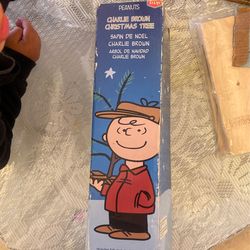 PEANUTS
CHARLIE BROWN
CHRISTMAS TREE
SAPIN DE NOEL
CHARLIE BROWN
ARBOL DE NAVIDAD
CHARLIE BROWN